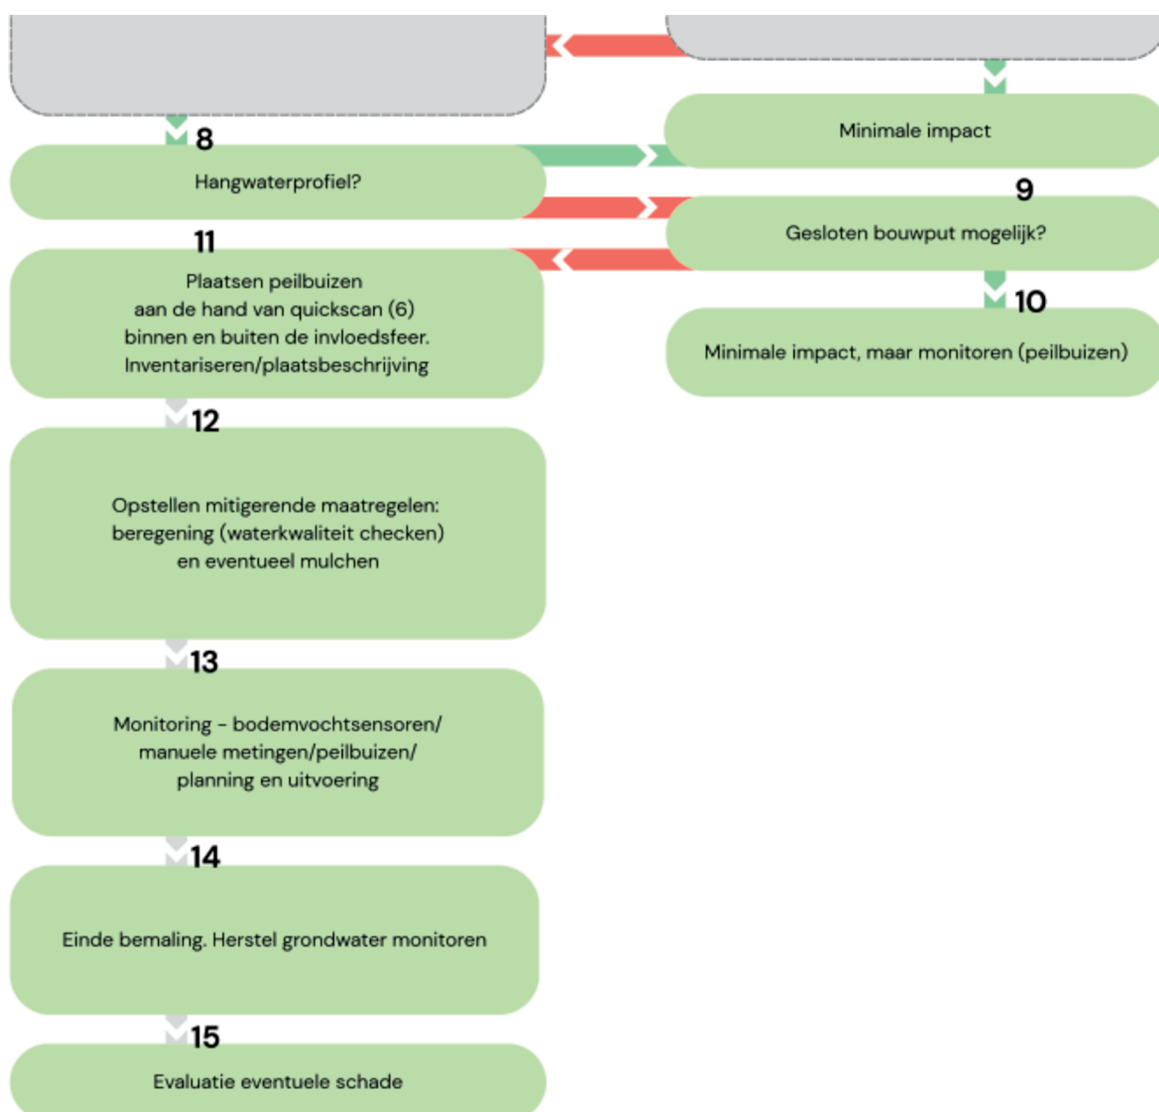 8
Hangwaterprofiel?
Minimale impact
9
Gesloten bouwput mogelijk?
10
Minimale impact, maar monitoren (peilbuizen)
11
Plaatsen peilbuizen
aan de hand van quickscan (6)
binnen en buiten de invloedsfeer.
Inventariseren/plaatsbeschrijving
12
Opstellen mitigerende maatregelen:
beregening (waterkwaliteit checken)
en eventueel mulchen
13
Monitoring - bodemvochtsensoren/
manuele metingen/peilbuizen/
planning en uitvoering
14
Einde bemaling. Herstel grondwater monitoren
15
Evaluatie eventuele schade